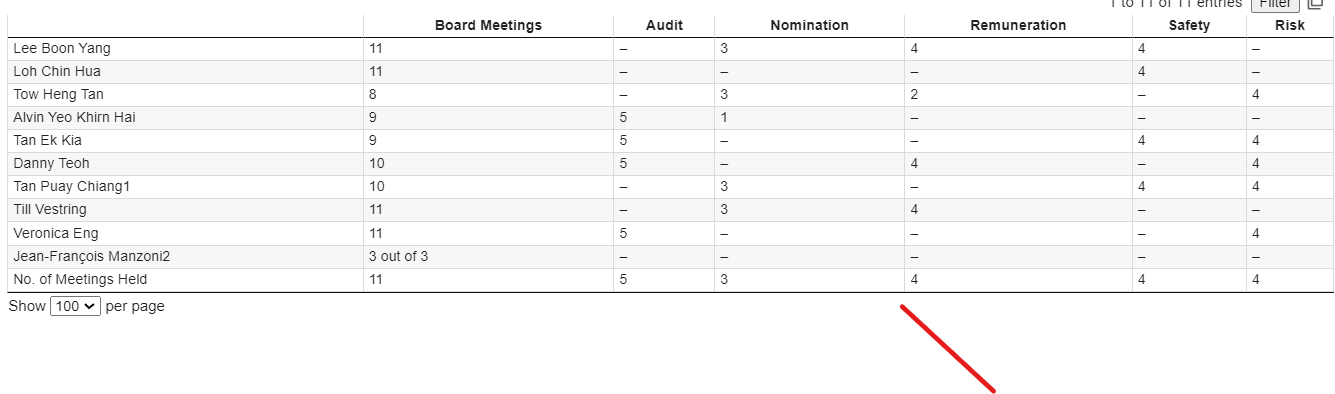 1 to 11 of 11 entries Filter
Board Meetings Audit Nomination Remuneration Safety Risk
Lee Boon Yang 11 – 3 4 4 –
Loh Chin Hua 11 – – – 4 –
Tow Heng Tan 8 – 3 2 – 4
Alvin Yeo Khirn Hai 9 5 1 – – –
Tan Ek Kia 9 5 – – 4 4
Danny Teoh 10 5 – 4 – 4
Tan Puay Chiang1 10 – 3 – 4 4
Till Vestring 11 – 3 4 – –
Veronica Eng 11 5 – – – 4
Jean-François Manzoni2 3 out of 3 – – – – –
No. of Meetings Held 11 5 3 4 4 4
Show 100 per page